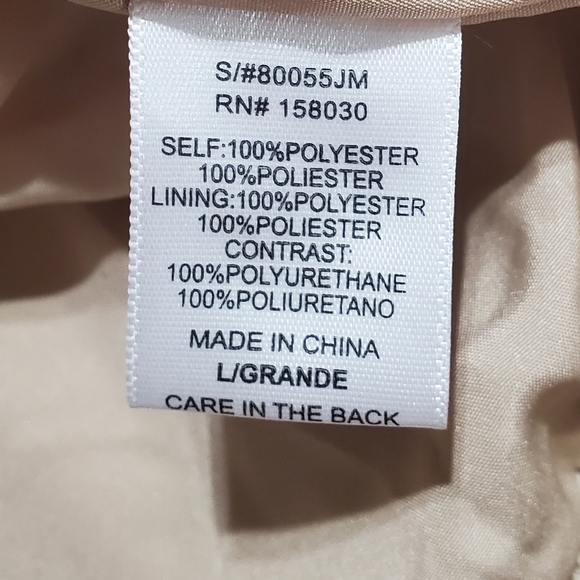 S/#80055JM
RN# 158030
SELF:100%POLYESTER
100%POLIESTER
LINING:100%POLYESTER
100%POLIESTER
CONTRAST:
100%POLYURETHANE
100%POLIURETANO
MADE IN CHINA
L/GRANDE
CARE IN THE BACK